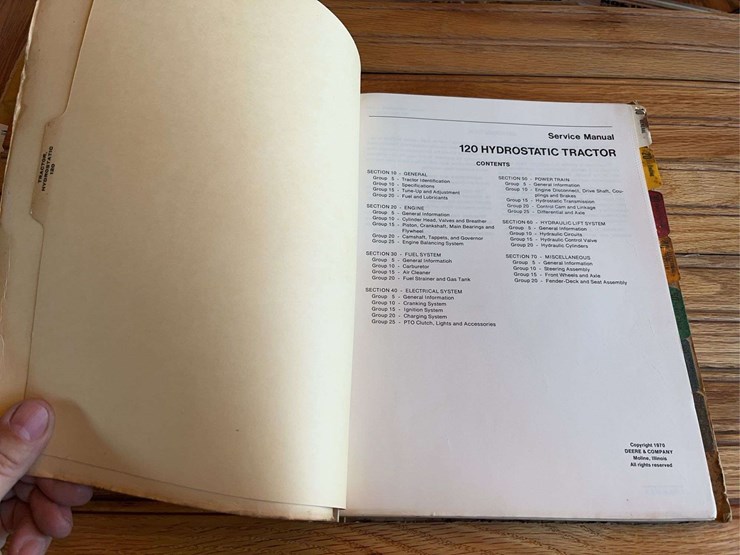 TRACTOR,
HYDROSTATIC
120
Service Manual
120 HYDROSTATIC TRACTOR
CONTENTS
SECTION 10 - GENERAL
Group 5 - Tractor Identification
Group 10 - Specifications
Group 15 - Tune-Up and Adjustment
Group 20 - Fuel and Lubricants
SECTION 20 - ENGINE
Group 5 - General Information
Group 10 - Cylinder Head, Valves and Breather
Group 15 - Piston, Crankshaft, Main Bearings and
Flywheel
Group 20 - Camshaft, Tappets, and Governor
Group 25 - Engine Balancing System
SECTION 30 - FUEL SYSTEM
Group 5 - General Information
Group 10 - Carburetor
Group 15 - Air Cleaner
Group 20 - Fuel Strainer and Gas Tank
SECTION 40 - ELECTRICAL SYSTEM
Group 5 - General Information
Group 10 - Cranking System
Group 15 - Ignition System
Group 20 - Charging System
Group 25 - PTO Clutch, Lights and Accessories
SECTION 50 - POWER TRAIN
Group 5 - General Information
Group 10 - Engine Disconnect, Drive Shaft, Cou-
plings and Brakes
Group 15 - Hydrostatic Transmission
Group 20 - Control Cam and Linkage
Group 25 - Differential and Axle
SECTION 60 - HYDRAULIC LIFT SYSTEM
Group 5 - General Information
Group 10 - Hydraulic Circuits
Group 15 - Hydraulic Control Valve
Group 20 - Hydraulic Cylinders
SECTION 70 - MISCELLANEOUS
Group 5 - General Information
Group 10 - Steering Assembly
Group 15 - Front Wheels and Axle
Group 20 - Fender-Deck and Seat Assembly
Copyright 1970
DEERE & COMPANY
Moline, Illinois
All rights reserved